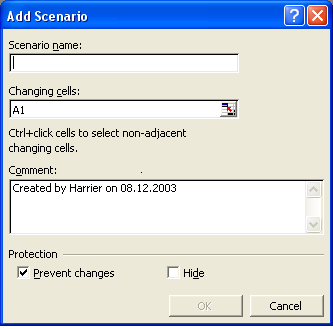 Add Scenario
Scenario name:
Changing cells:
A1
Ctrl+click cells to select non-adjacent
changing cells.
Comment:
Created by Harrier on 08.12.2003
Protection
Prevent changes Hide
OK Cancel